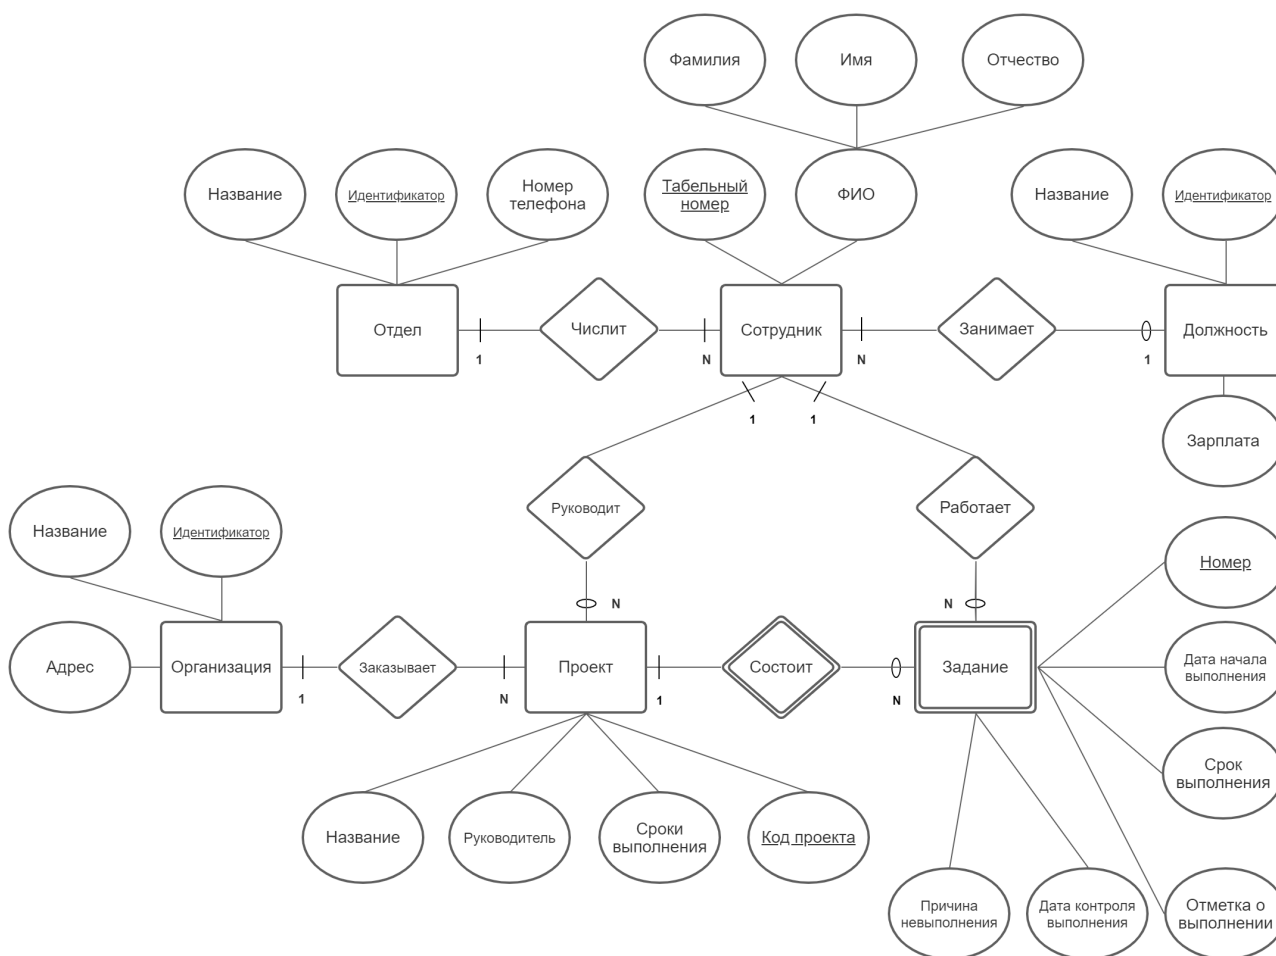 Фамилия
Имя
Отчество
Название
Идентификатор
Номер
телефона
Табельный
номер
ФИО
Название
Идентификатор
Отдел
Числит
Сотрудник
Занимает
Должность
1
N
N
1
1
1
Зарплата
Руководит
Работает
Название
Идентификатор
Номер
N
N
Адрес
Организация
Заказывает
Проект
Состоит
Задание
Дата начала
выполнения
1
N
1
N
Срок
выполнения
Название
Руководитель
Сроки
выполнения
Код проекта
Причина
невыполнения
Дата контроля
выполнения
Отметка о
выполнении